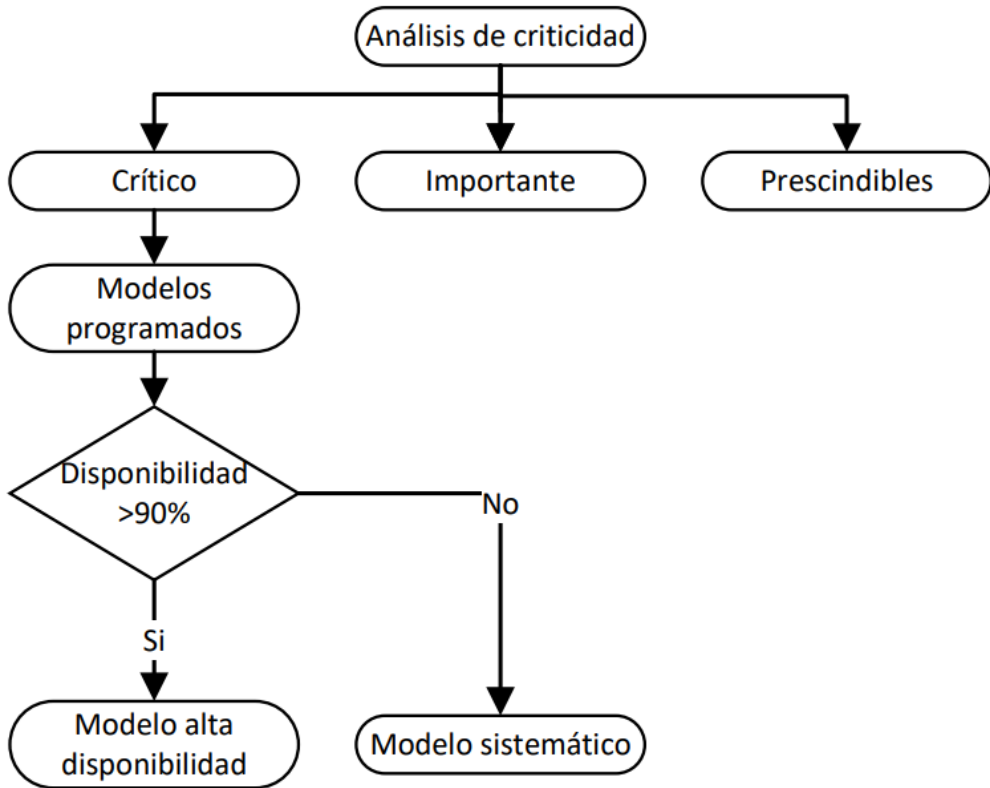 Análisis de criticidad
Crítico
Importante
Prescindibles
Modelos
programados
Disponibilidad
>90%
No
Si
Modelo alta
disponibilidad
Modelo sistemático